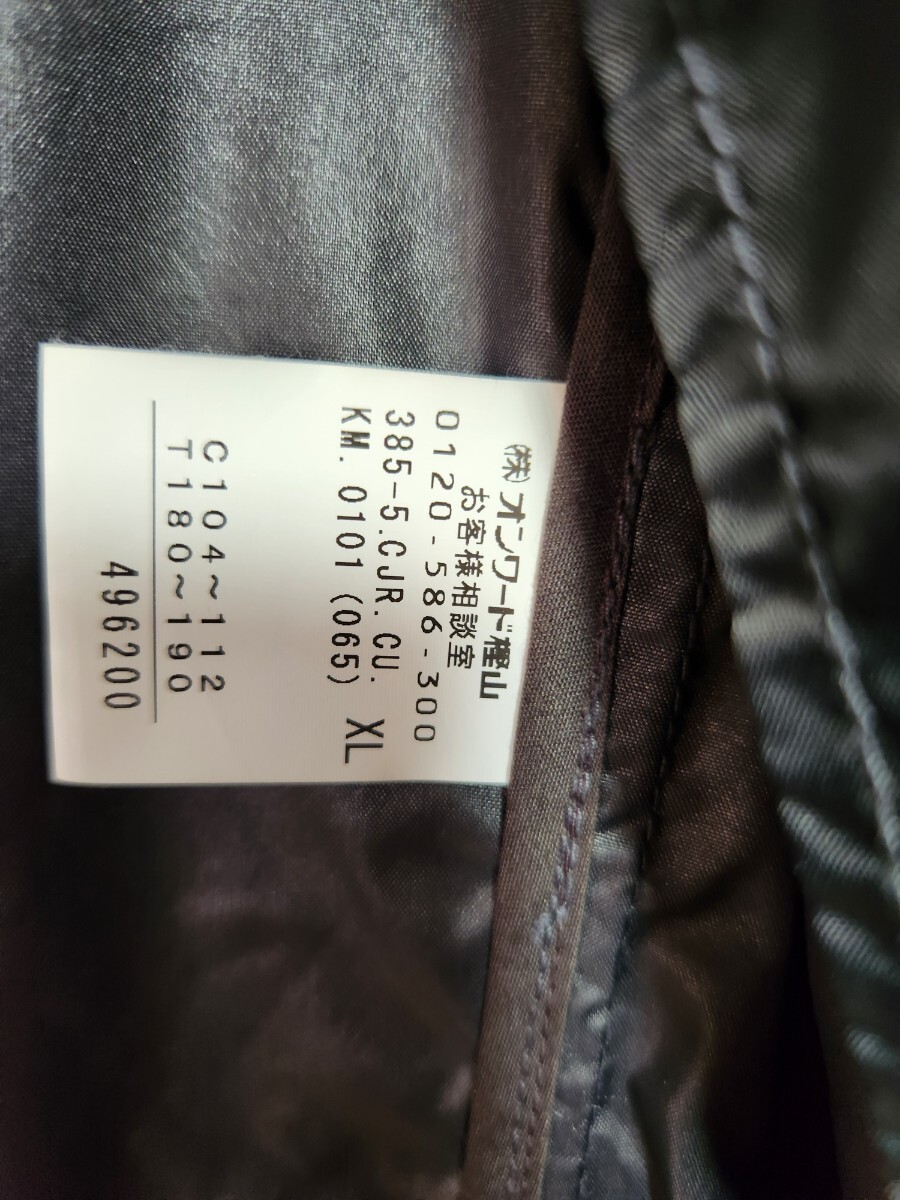 ㈱オンワード樫山
お客様相談室
0120-586-300
385-5.CJR.CU.
KM.0101(065) XL
C104~112
T180~190
496200